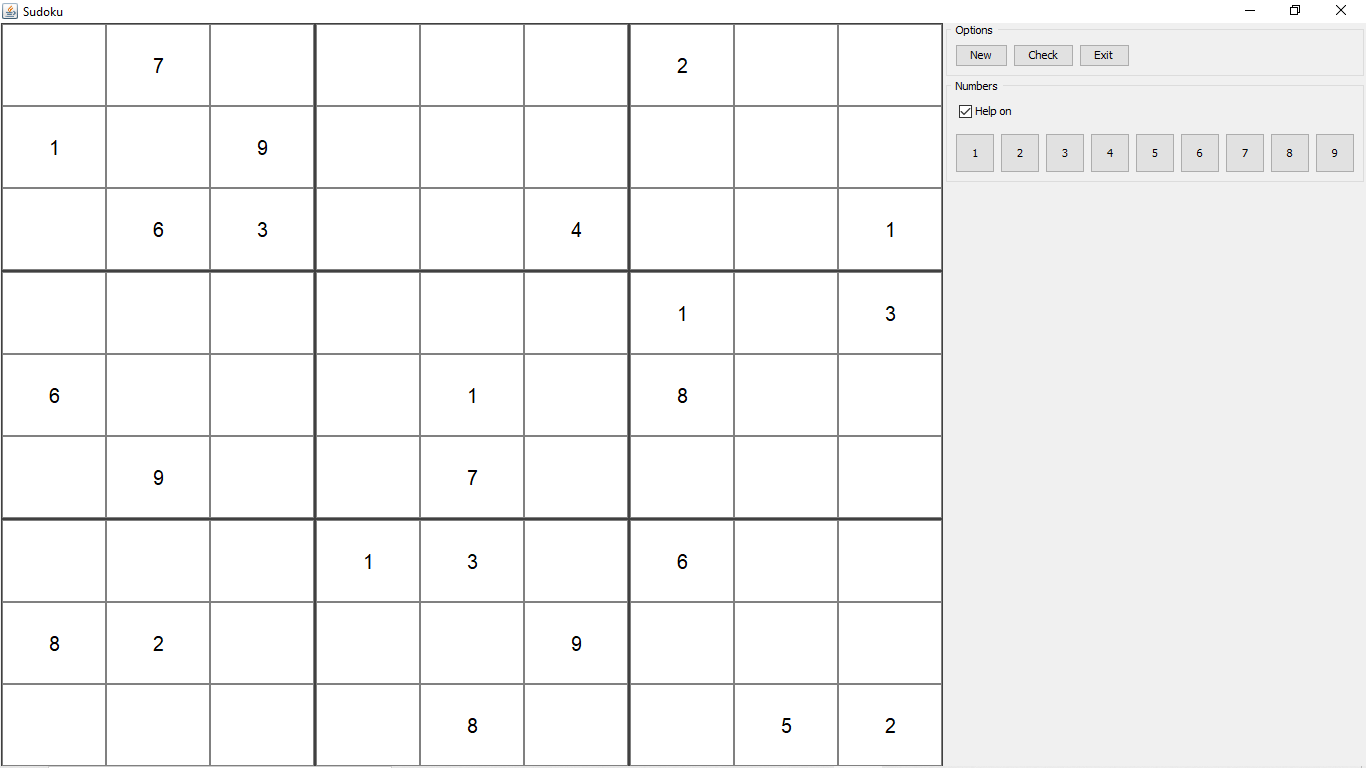 Sudoku
7 2
1 9
6 3 4 1
1 3
6 1 8
9 7
1 3 6
8 2 9
8 5 2
Options
New Check Exit
Numbers
Help on
1 2 3 4 5 6 7 8 9